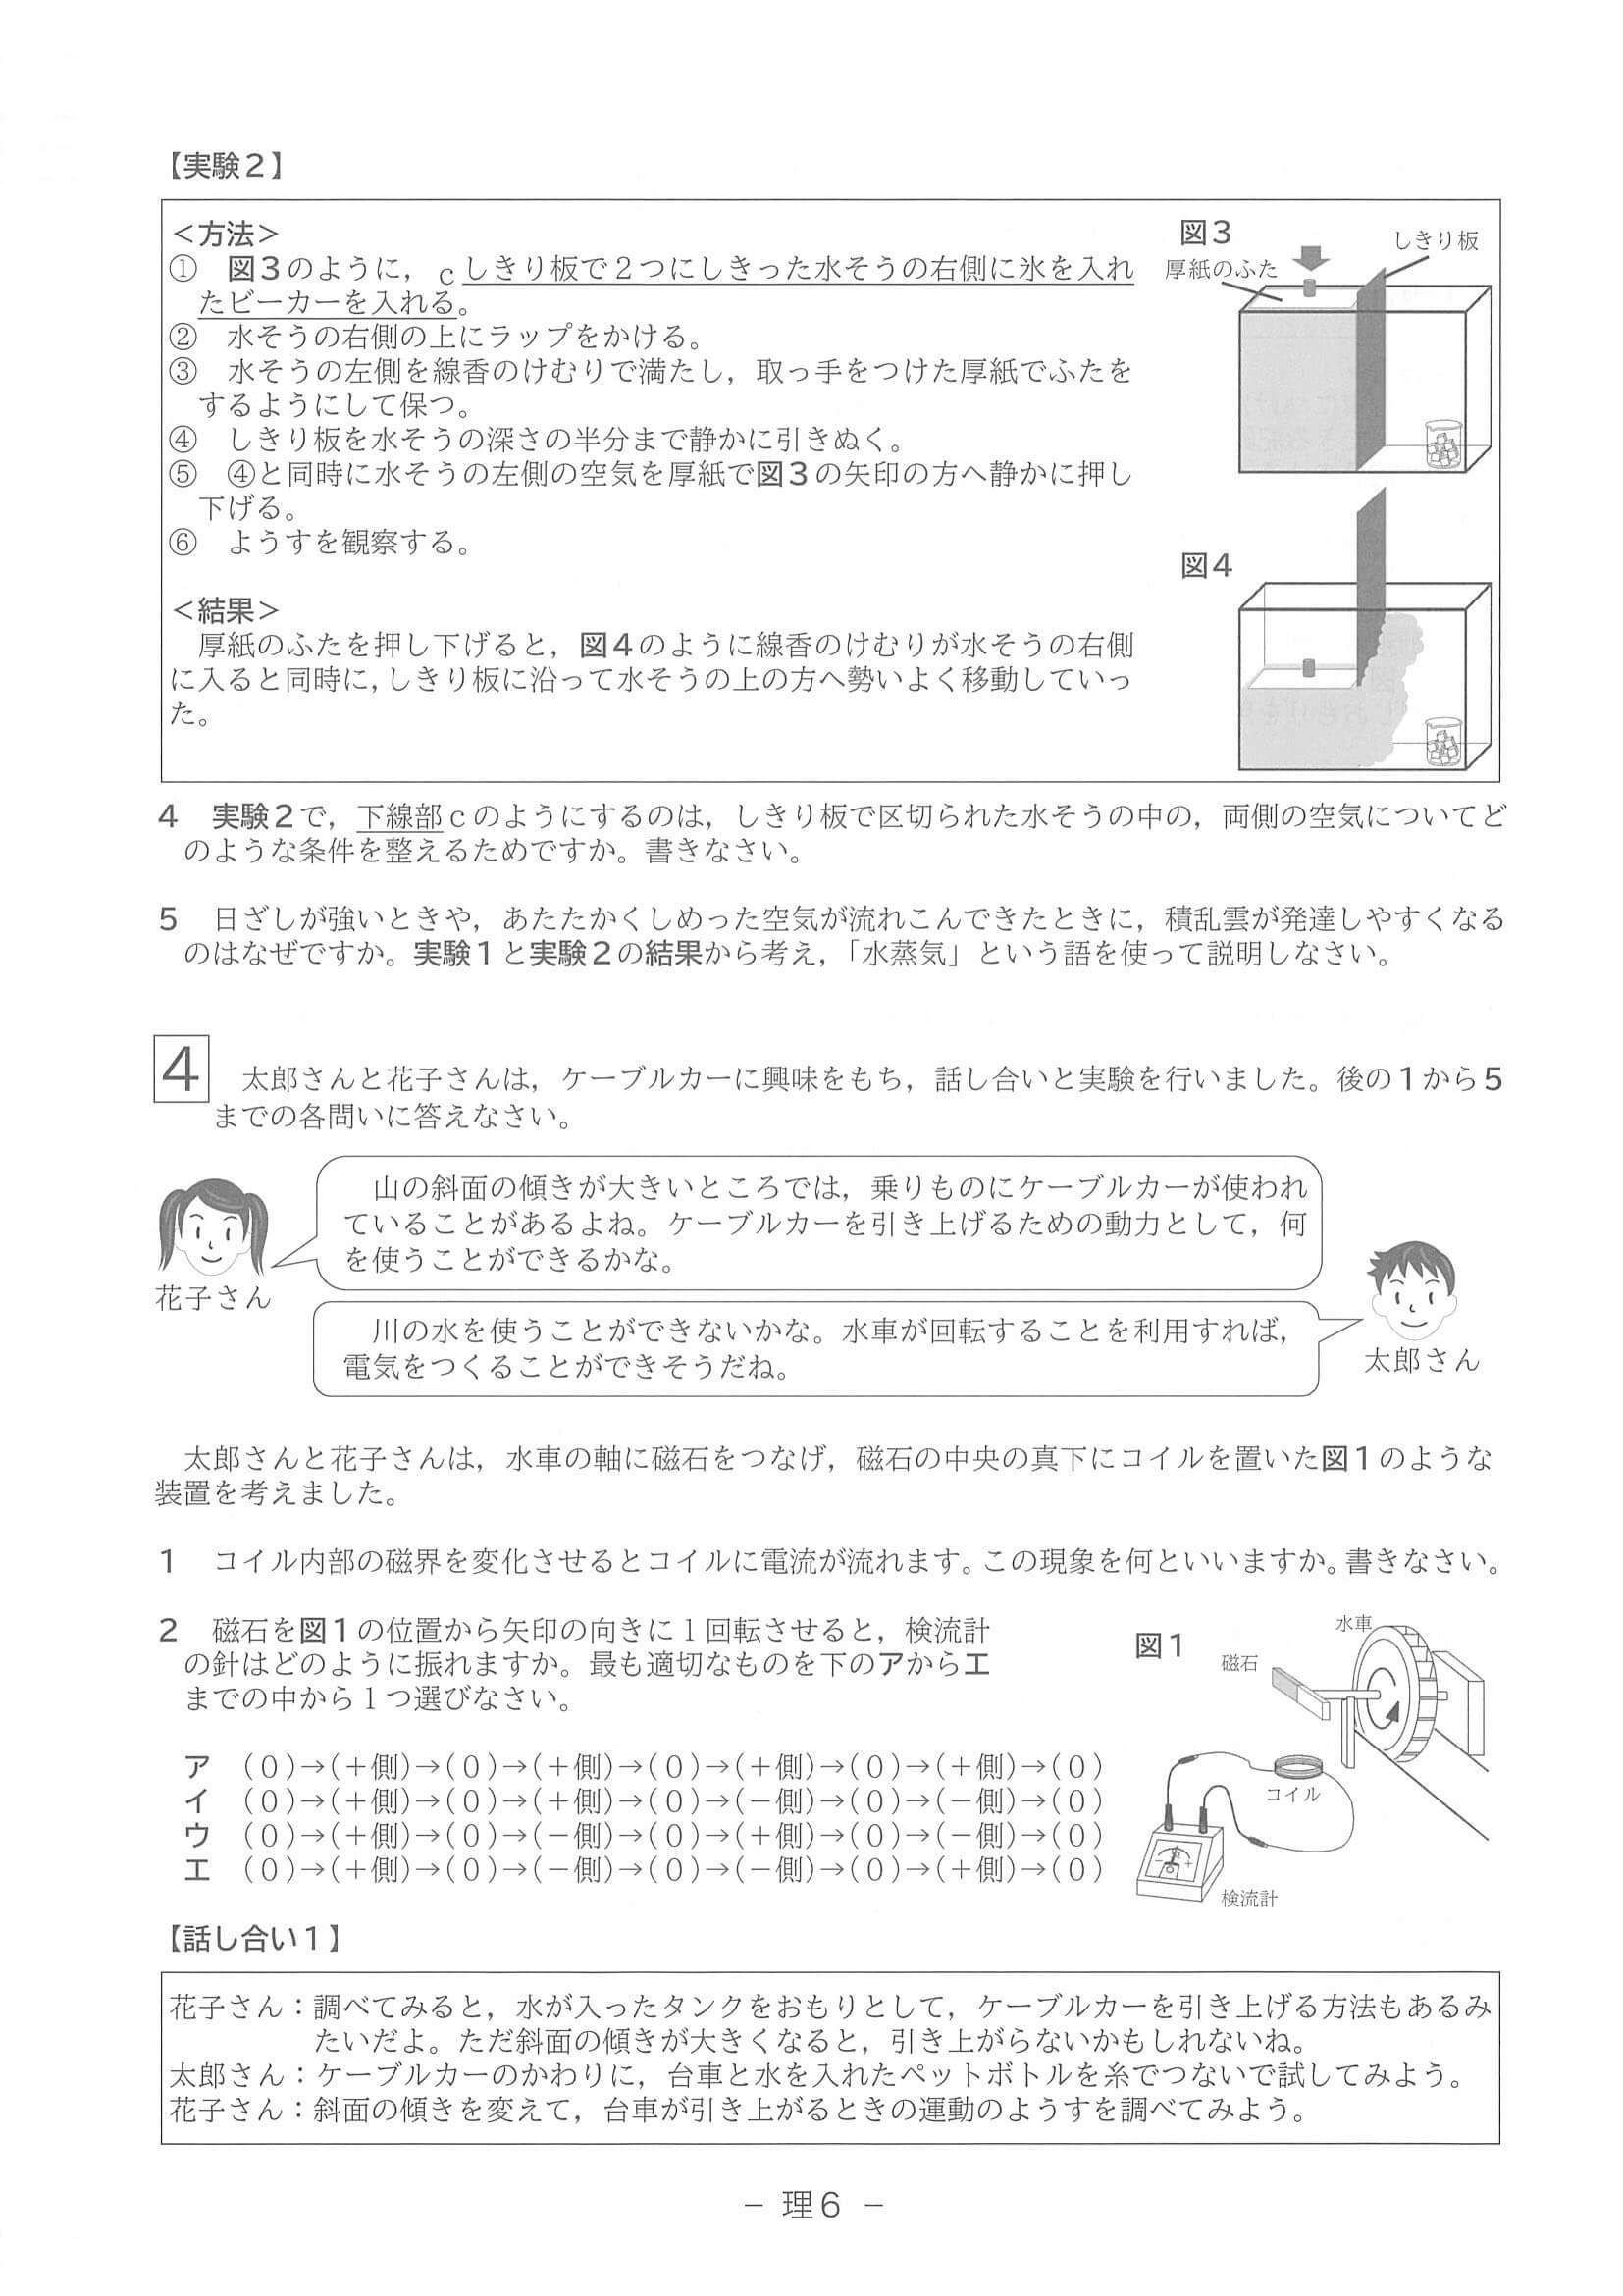 【実験２】
＜方法＞
①　図３のように，cしきり板で２つにしきった水そうの右側に氷を入れ
たビーカーを入れる。
②　水そうの右側の上にラップをかける。
③　水そうの左側を線香のけむりで満たし，取っ手をつけた厚紙でふたを
するようにして保つ。
④　しきり板を水そうの深さの半分まで静かに引きぬく。
⑤　④と同時に水そうの左側の空気を厚紙で図３の矢印の方へ静かに押し
下げる。
⑥　ようすを観察する。
＜結果＞
厚紙のふたを押し下げると，図４のように線香のけむりが水そうの右側
に入ると同時に，しきり板に沿って水そうの上の方へ勢いよく移動していっ
た。
図３
しきり板
厚紙のふた
図４
４　実験２で，下線部ｃのようにするのは，しきり板で区切られた水そうの中の，両側の空気についてど
のような条件を整えるためですか。書きなさい。
５　日ざしが強いときや，あたたかくしめった空気が流れこんできたときに，積乱雲が発達しやすくなる
のはなぜですか。実験１と実験２の結果から考え，「水蒸気」という語を使って説明しなさい。
４　太郎さんと花子さんは，ケーブルカーに興味をもち，話し合いと実験を行いました。後の１から５
までの各問いに答えなさい。
山の斜面の傾きが大きいところでは，乗りものにケーブルカーが使われ
ていることがあるよね。ケーブルカーを引き上げるための動力として，何
を使うことができるかな。
花子さん
川の水を使うことができないかな。水車が回転することを利用すれば，
電気をつくることができそうだね。
太郎さん
太郎さんと花子さんは，水車の軸に磁石をつなげ，磁石の中央の真下にコイルを置いた図１のような
装置を考えました。
１　コイル内部の磁界を変化させるとコイルに電流が流れます。この現象を何といいますか。書きなさい。
２　磁石を図１の位置から矢印の向きに１回転させると，検流計
の針はどのように振れますか。最も適切なものを下のアからエ
までの中から１つ選びなさい。
ア　（０）→（＋側）→（０）→（＋側）→（０）→（＋側）→（０）→（＋側）→（０）
イ　（０）→（＋側）→（０）→（＋側）→（０）→（－側）→（０）→（－側）→（０）
ウ　（０）→（＋側）→（０）→（－側）→（０）→（＋側）→（０）→（－側）→（０）
エ　（０）→（＋側）→（０）→（－側）→（０）→（－側）→（０）→（＋側）→（０）
図１
水車
磁石
コイル
－ ＋
検流計
【話し合い１】
花子さん：調べてみると，水が入ったタンクをおもりとして，ケーブルカーを引き上げる方法もあるみ
たいだよ。ただ斜面の傾きが大きくなると，引き上がらないかもしれないね。
太郎さん：ケーブルカーのかわりに，台車と水を入れたペットボトルを糸でつないで試してみよう。
花子さん：斜面の傾きを変えて，台車が引き上がるときの運動のようすを調べてみよう。
－ 理６ －